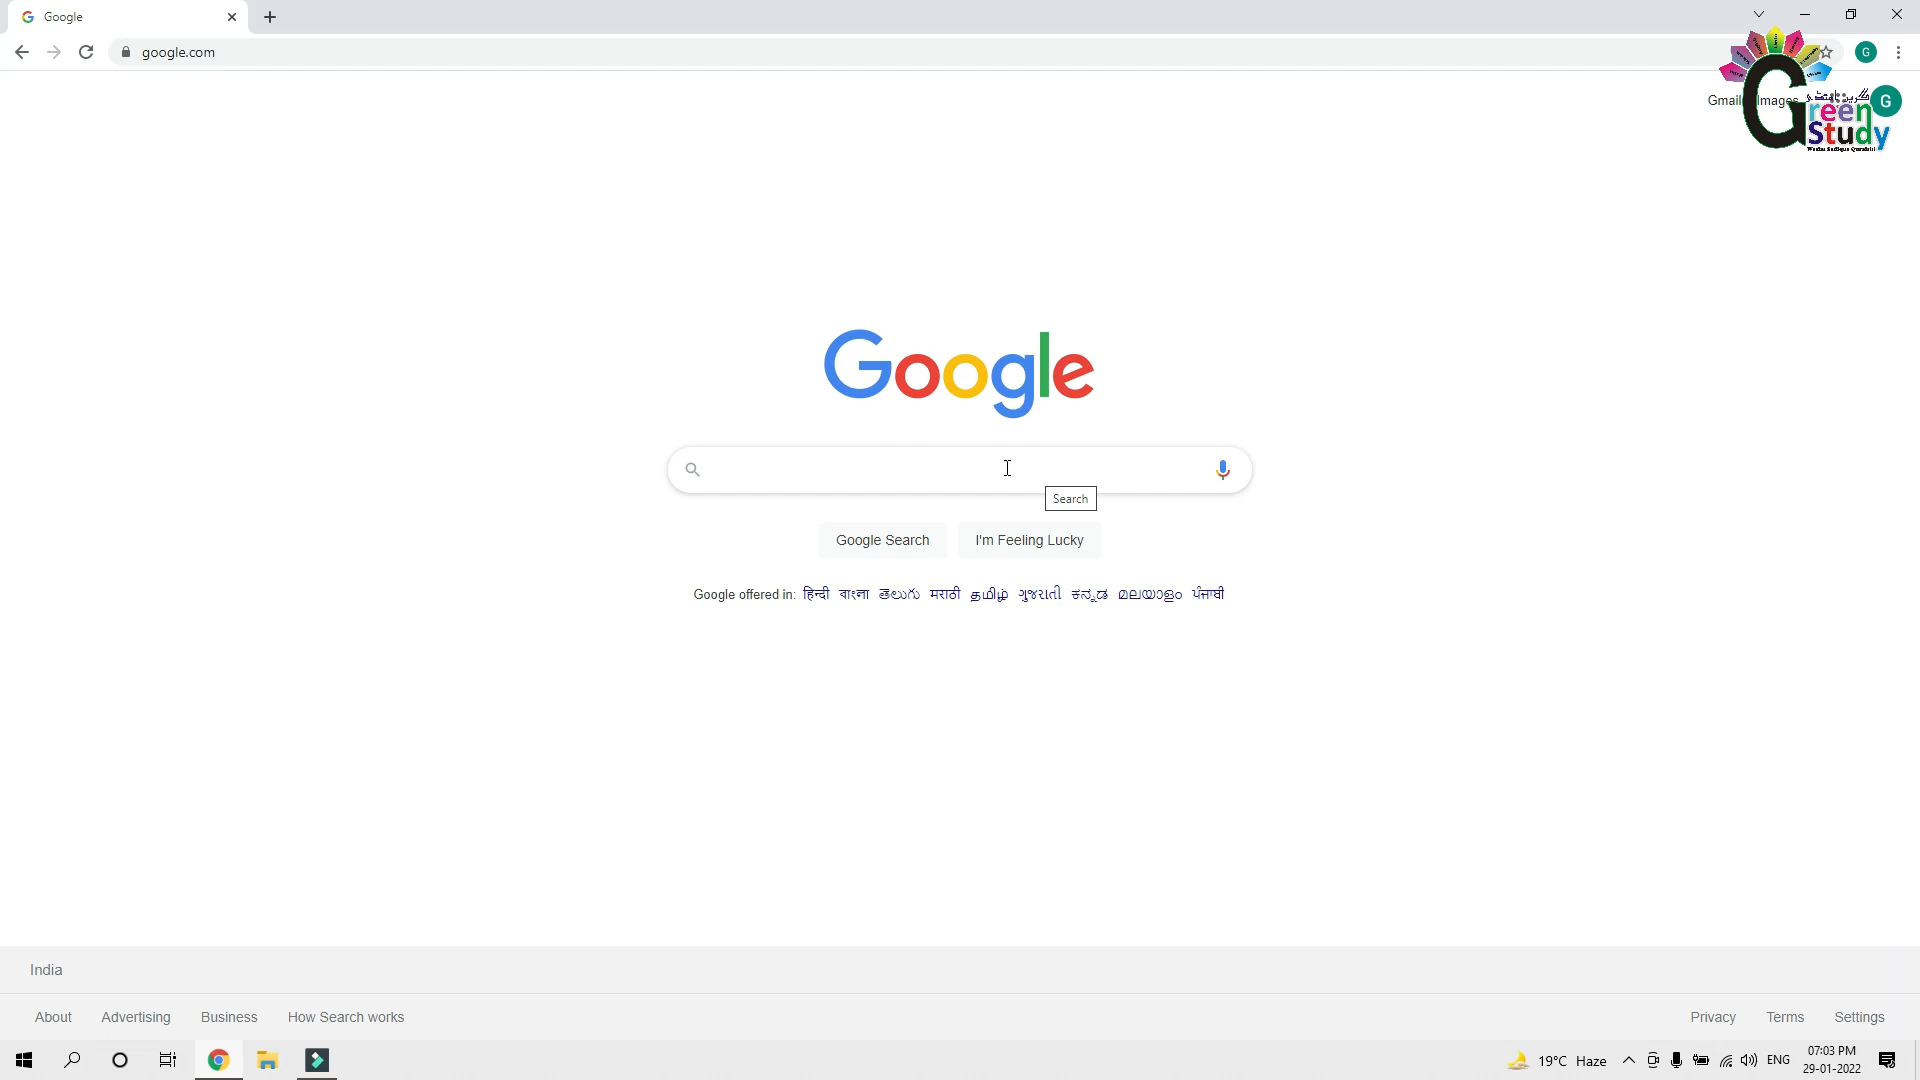 Google
google.com
Gmail Images
G
G
Green
Study
Google
Search
Google Search
I'm Feeling Lucky
Google offered in: हिन्दी বাংলা తెలుగు मराठी தமிழ் ગુજરાતી ಕನ್ನಡ മലയാളം ਪੰਜਾਬੀ
India
About Advertising Business How Search works
Privacy Terms Settings
19°C Haze
ENG
07:03 PM
29-01-2022